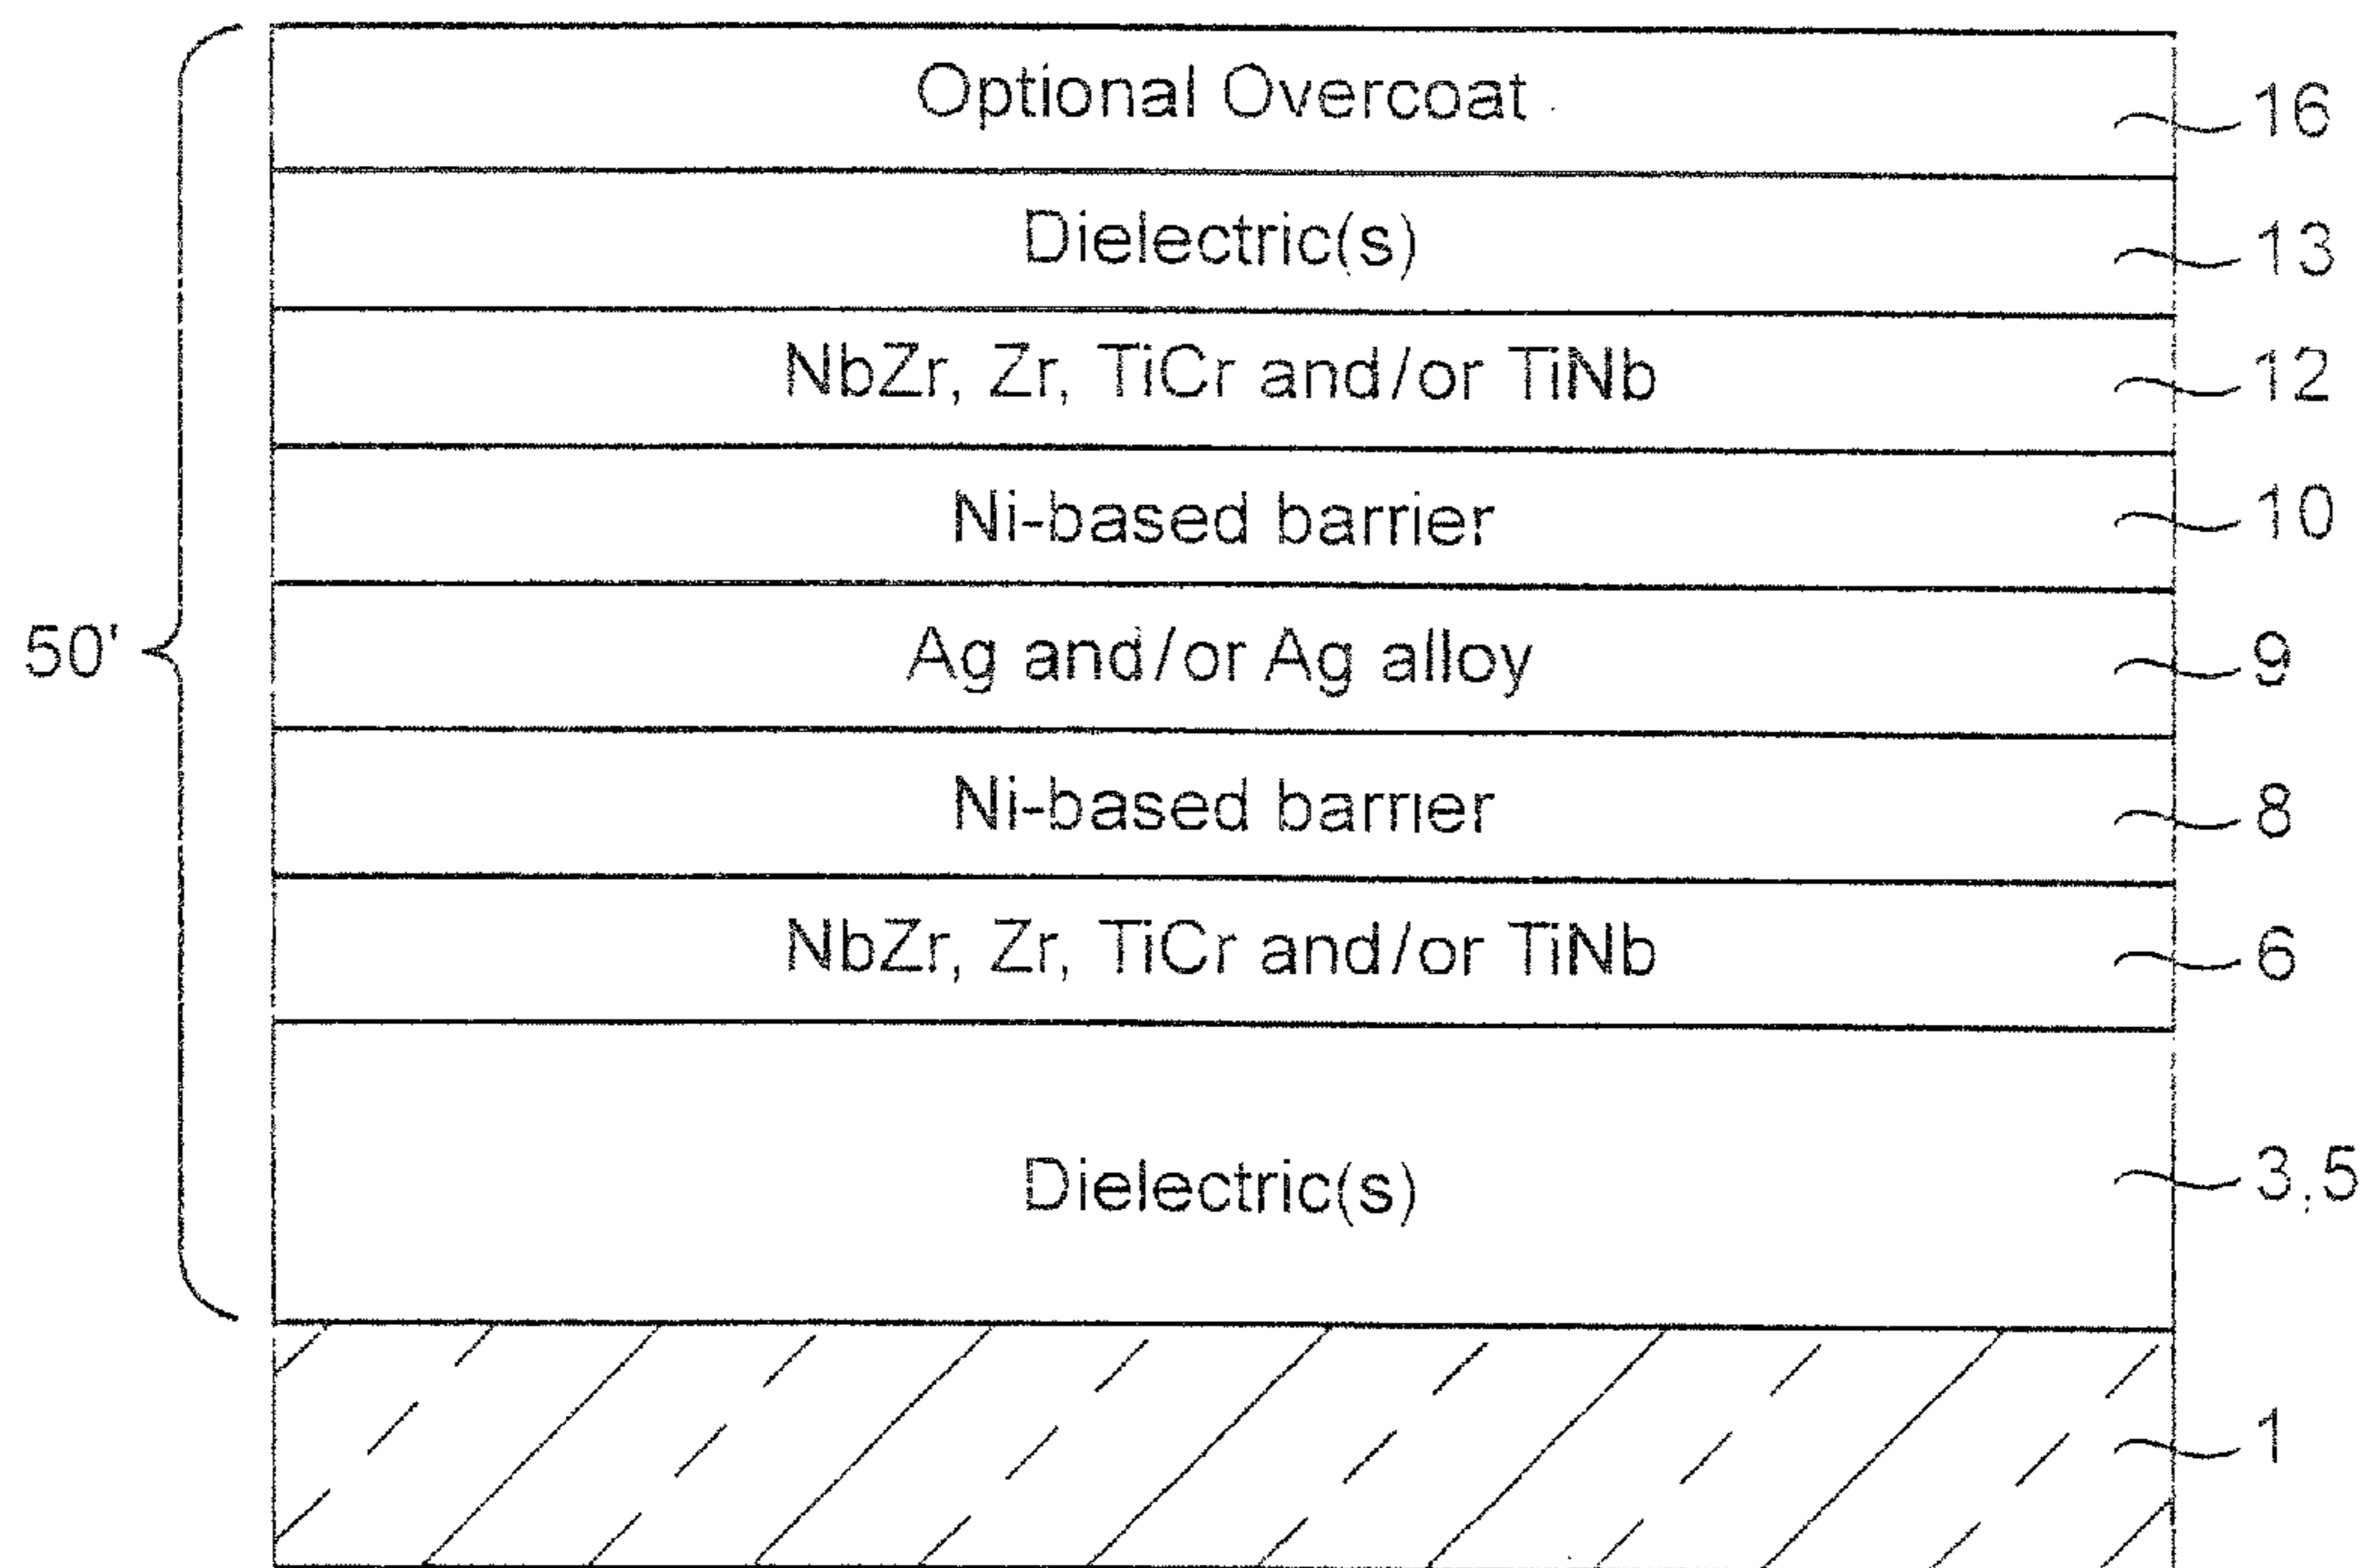 Optional Overcoat
16
Dielectric(s)
13
NbZr, Zr, TiCr and/or TiNb
12
Ni-based barrier
10
50'
Ag and/or Ag alloy
9
Ni-based barrier
8
NbZr, Zr, TiCr and/or TiNb
6
Dielectric(s)
3,5
1